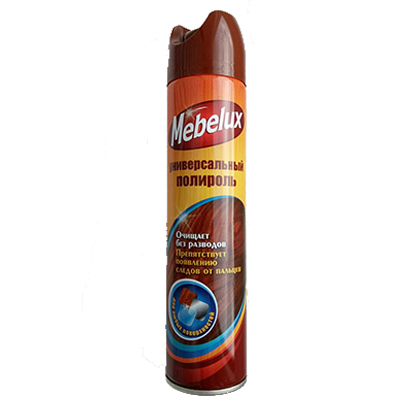 Mebelux
универсальный
полироль
Очищает
без разводов
Препятствует
появлению
следов от пальцев